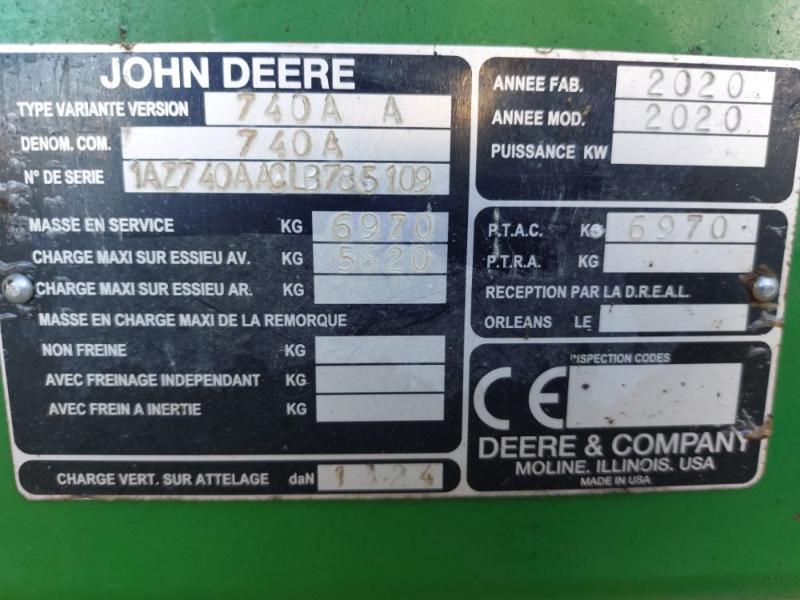 JOHN DEERE
TYPE VARIANTE VERSION 740A A
DENOM. COM. 740A
N° DE SERIE 1AZ740AACLB785109
MASSE EN SERVICE KG 6970
CHARGE MAXI SUR ESSIEU AV. KG 5620
CHARGE MAXI SUR ESSIEU AR. KG
MASSE EN CHARGE MAXI DE LA REMORQUE
NON FREINE KG
AVEC FREINAGE INDEPENDANT KG
AVEC FREIN A INERTIE KG
CHARGE VERT. SUR ATTELAGE daN
ANNEE FAB. 2020
ANNEE MOD. 2020
PUISSANCE KW
P.T.A.C. KG 6970
P.T.R.A. KG
RECEPTION PAR LA D.R.E.A.L.
ORLEANS LE
INSPECTION CODES
CE
DEERE & COMPANY
MOLINE, ILLINOIS, USA
MADE IN USA